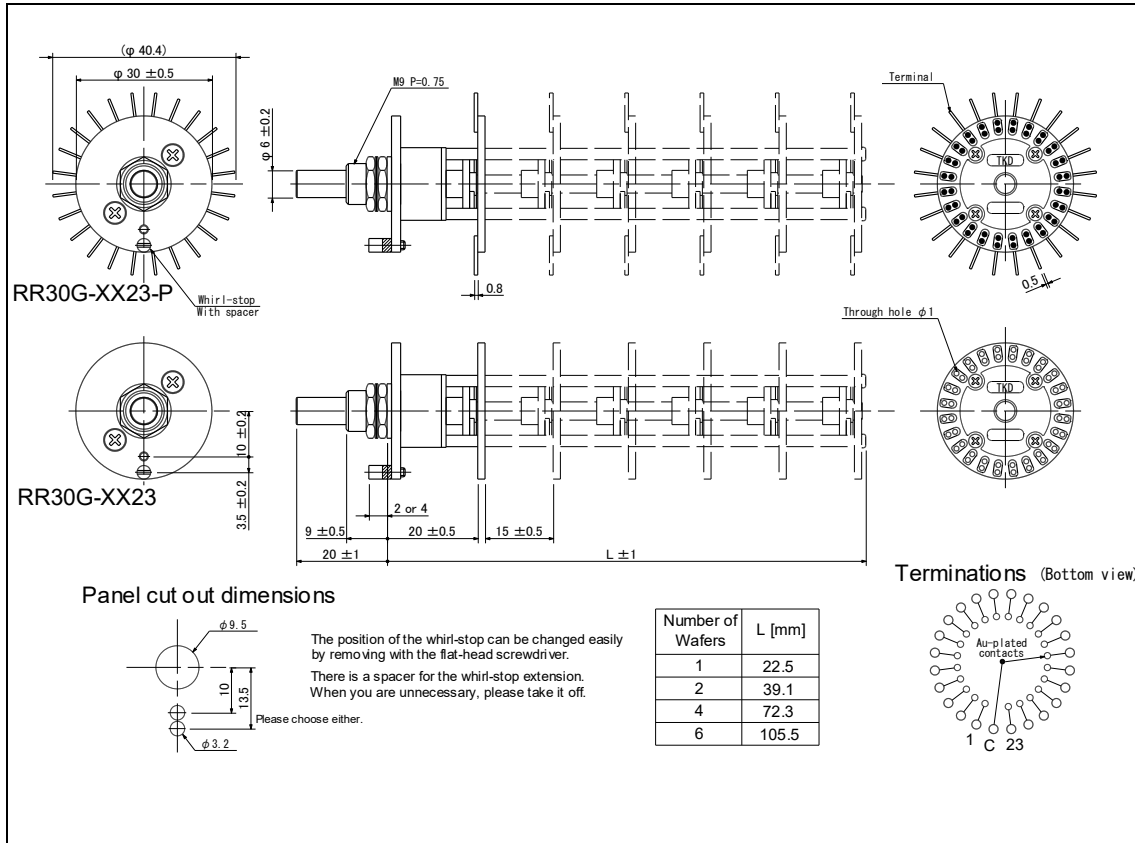 (φ 40.4)
φ 30 ±0.5
M9 P=0.75
φ 6 ±0.2
Terminal
TKD
0.5
0.8
RR30G-XX23-P
Whirl-stop
With spacer
Through hole φ1
TKD
10 ±0.2
3.5 ±0.2
RR30G-XX23
2 or 4
9 ±0.5
20 ±0.5
15 ±0.5
20 ±1
L ±1
Panel cut out dimensions
φ9.5
10
13.5
Please choose either.
φ3.2
The position of the whirl-stop can be changed easily
by removing with the flat-head screwdriver.
There is a spacer for the whirl-stop extension.
When you are unnecessary, please take it off.
Number of Wafers L [mm]
1 22.5
2 39.1
4 72.3
6 105.5
Terminations (Bottom view)
Au-plated
contacts
1 C 23